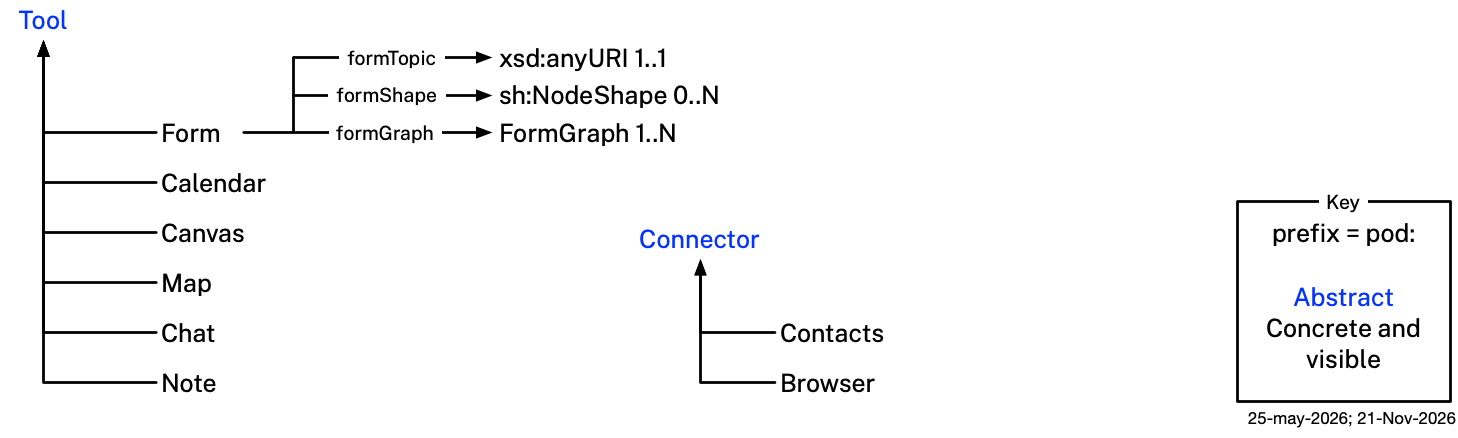 Tool
formTopic xsd:anyURI 1..1
formShape sh:NodeShape 0..N
Form formGraph FormGraph 1..N
Calendar
Canvas
Map
Chat
Note
Connector
Contacts
Browser
Key
prefix = pod:
Abstract
Concrete and
visible
25-may-2026; 21-Nov-2026